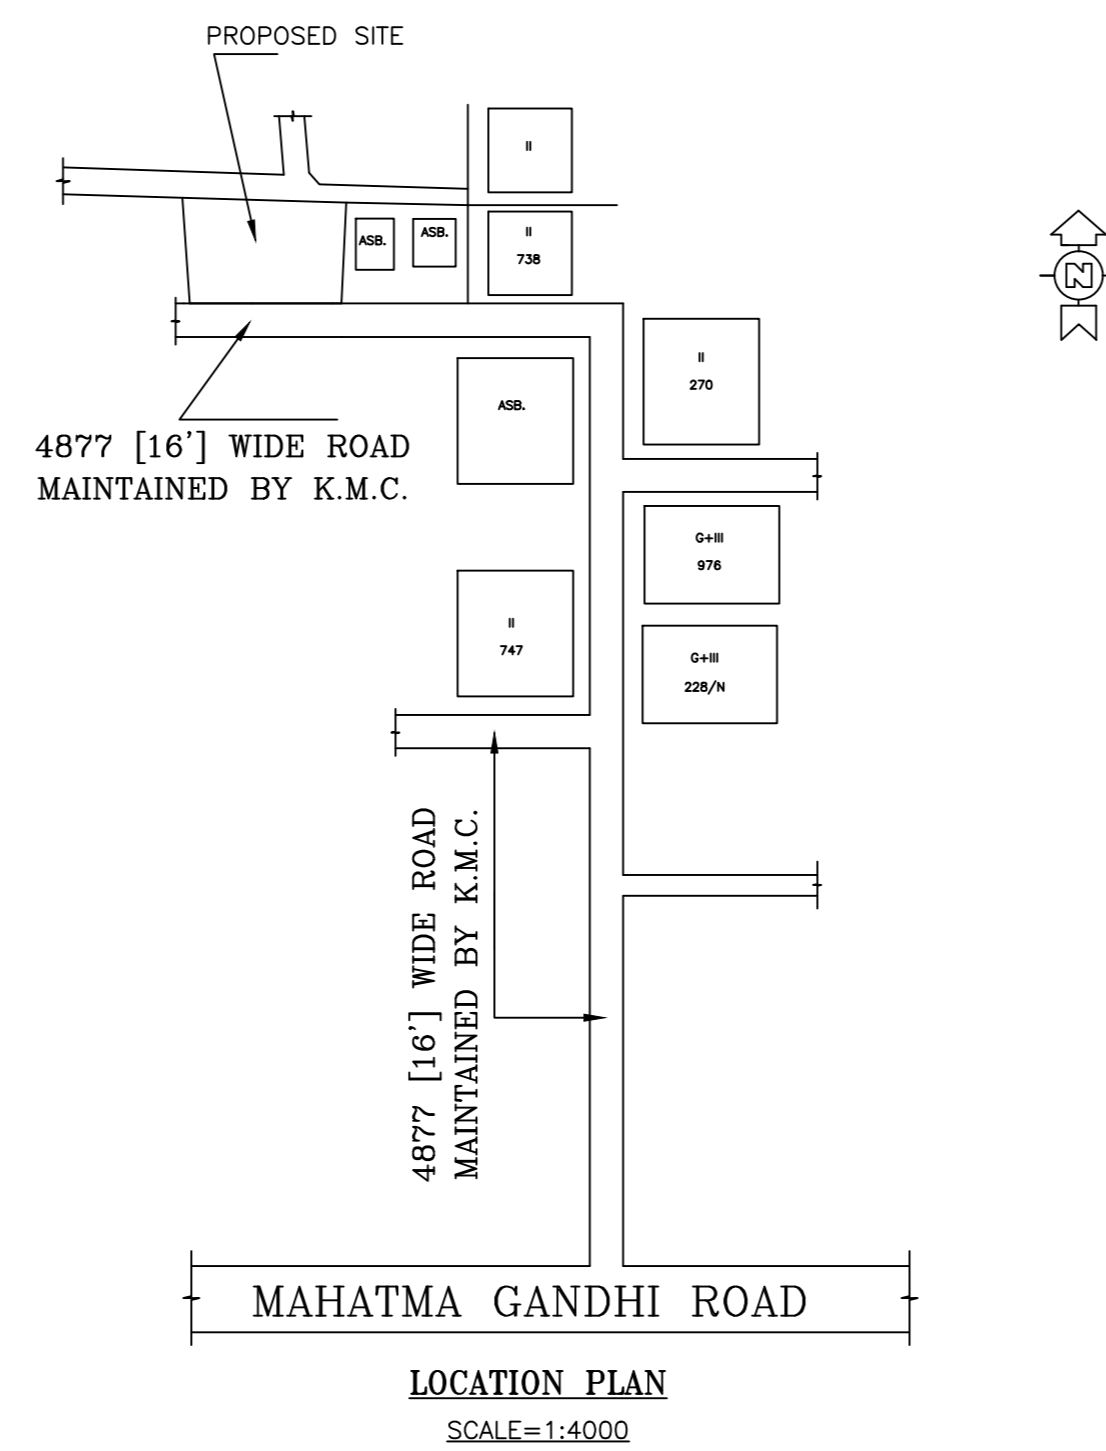 PROPOSED SITE
II
ASB.
ASB.
II
738
N
4877 [16'] WIDE ROAD
MAINTAINED BY K.M.C.
ASB.
II
270
G+III
976
II
747
G+III
228/N
4877 [16'] WIDE ROAD
MAINTAINED BY K.M.C.
MAHATMA GANDHI ROAD
LOCATION PLAN
SCALE=1:4000